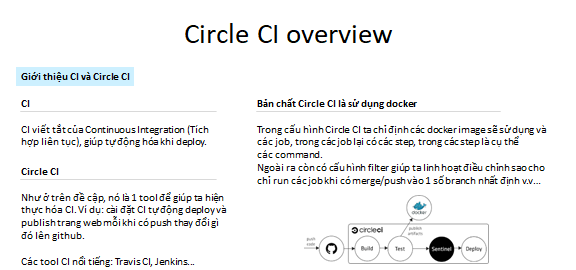 Circle CI overview
Giới thiệu CI và Circle CI
CI
CI viết tắt của Continuous Integration (Tích
hợp liên tục), giúp tự động hóa khi deploy.
Circle CI
Như ở trên đề cập, nó là 1 tool để giúp ta hiện
thực hóa CI. Ví dụ: cài đặt CI tự động deploy và
publish trang web mỗi khi có push thay đổi gì
đó lên github.
Các tool CI nổi tiếng: Travis CI, Jenkins...
Bản chất Circle CI là sử dụng docker
Trong cấu hình Circle CI ta chỉ định các docker image sẽ sử dụng và
các job, trong các job lại có các step, trong các step là cụ thể
các command.
Ngoài ra còn có cấu hình filter giúp ta linh hoạt điều chỉnh sao cho
chỉ run các job khi có merge/push vào 1 số branch nhất định v.v...
docker
push
code
circleci
publish
artifacts
Build
Test
Sentinel
Deploy